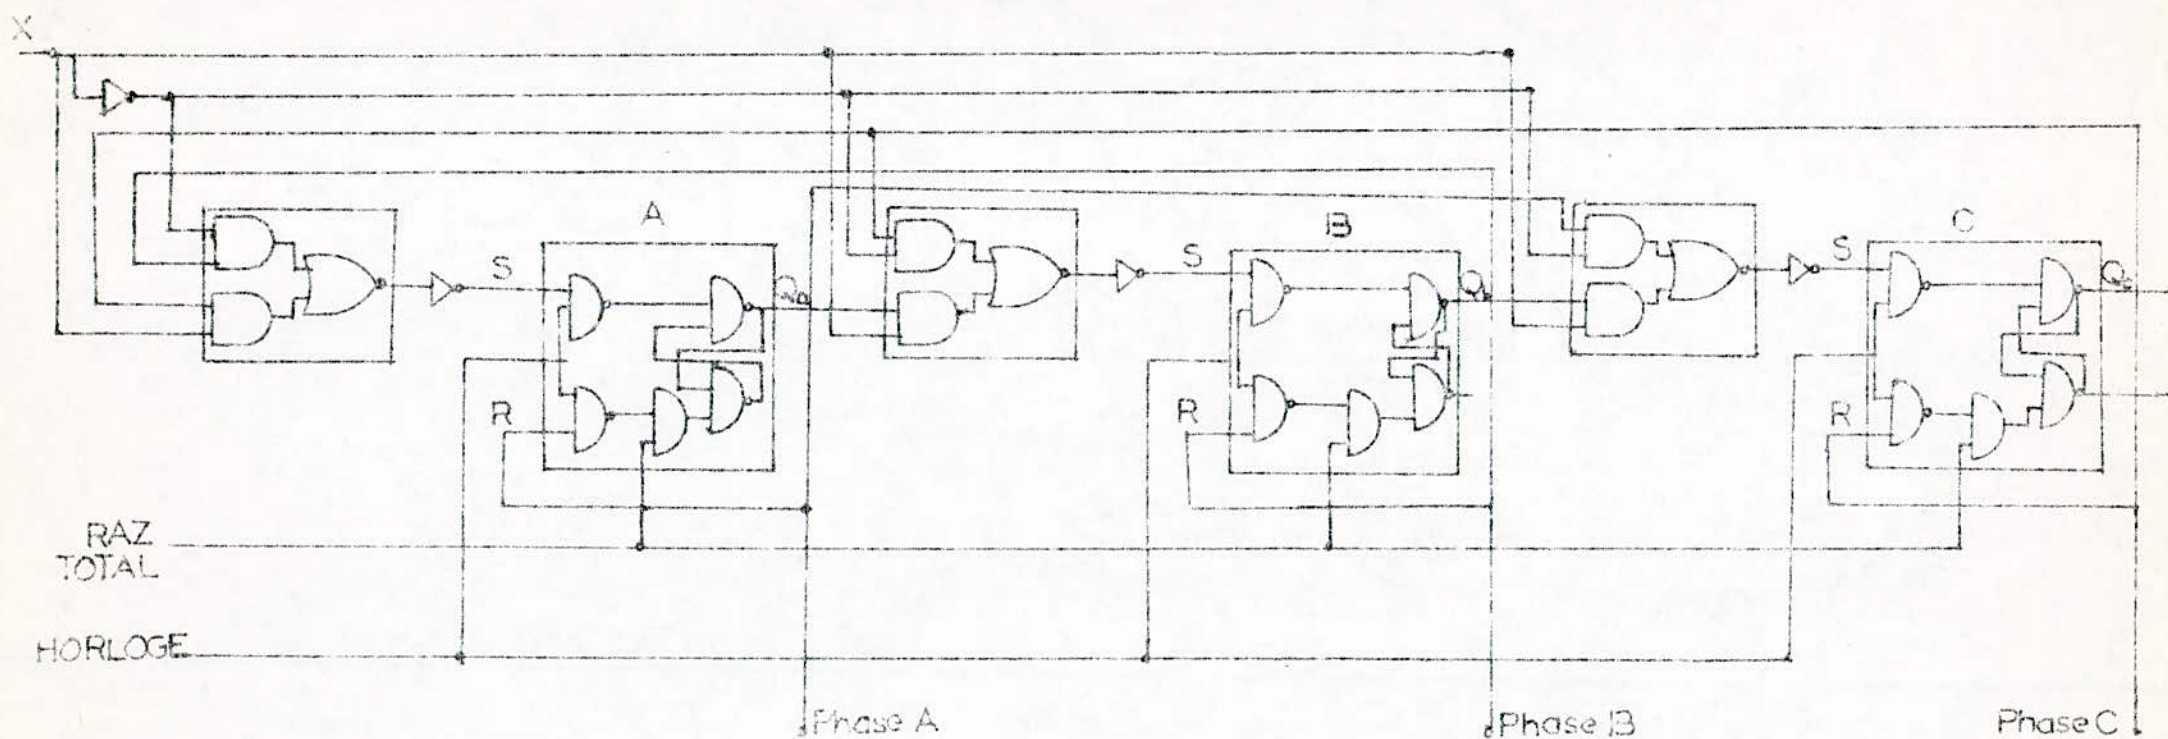 X
A
B
C
S
Qa
S
Qb
S
Qc
R
R
R
RAZ
TOTAL
HORLOGE
Phase A
Phase B
Phase C